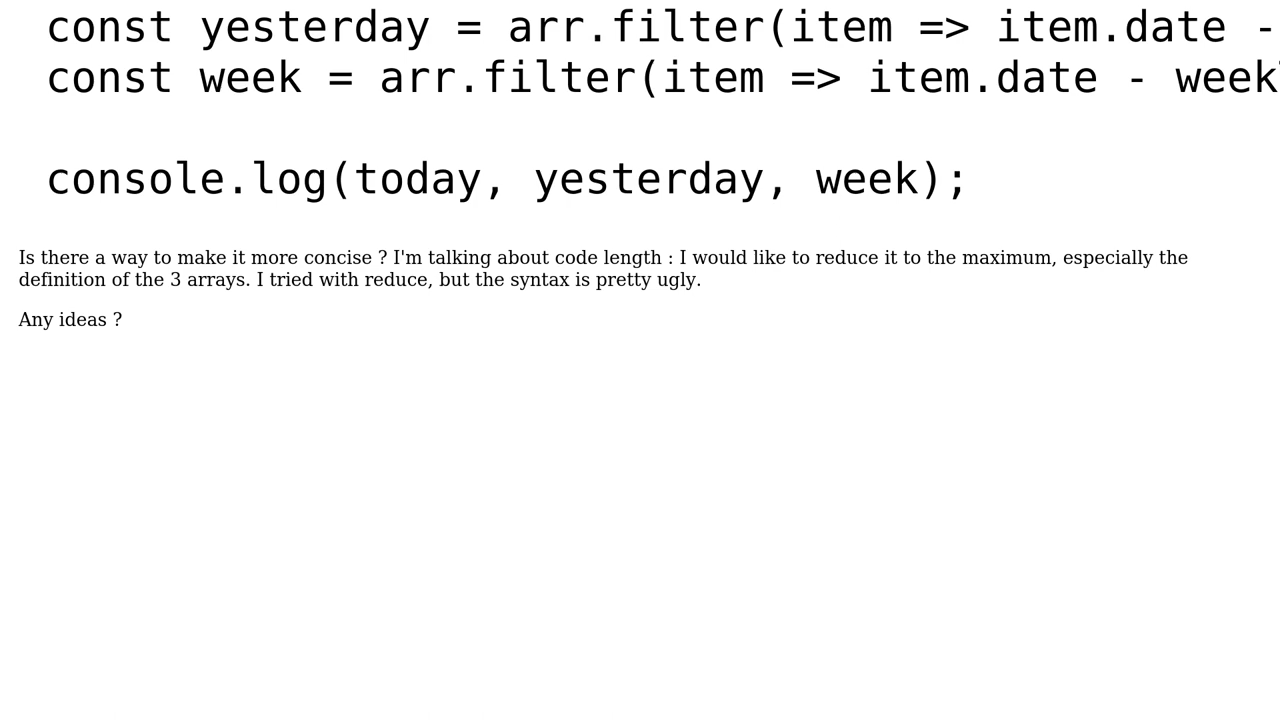 const yesterday = arr.filter(item => item.date -
const week = arr.filter(item => item.date - week
console.log(today, yesterday, week);
Is there a way to make it more concise ? I'm talking about code length : I would like to reduce it to the maximum, especially the
definition of the 3 arrays. I tried with reduce, but the syntax is pretty ugly.
Any ideas ?